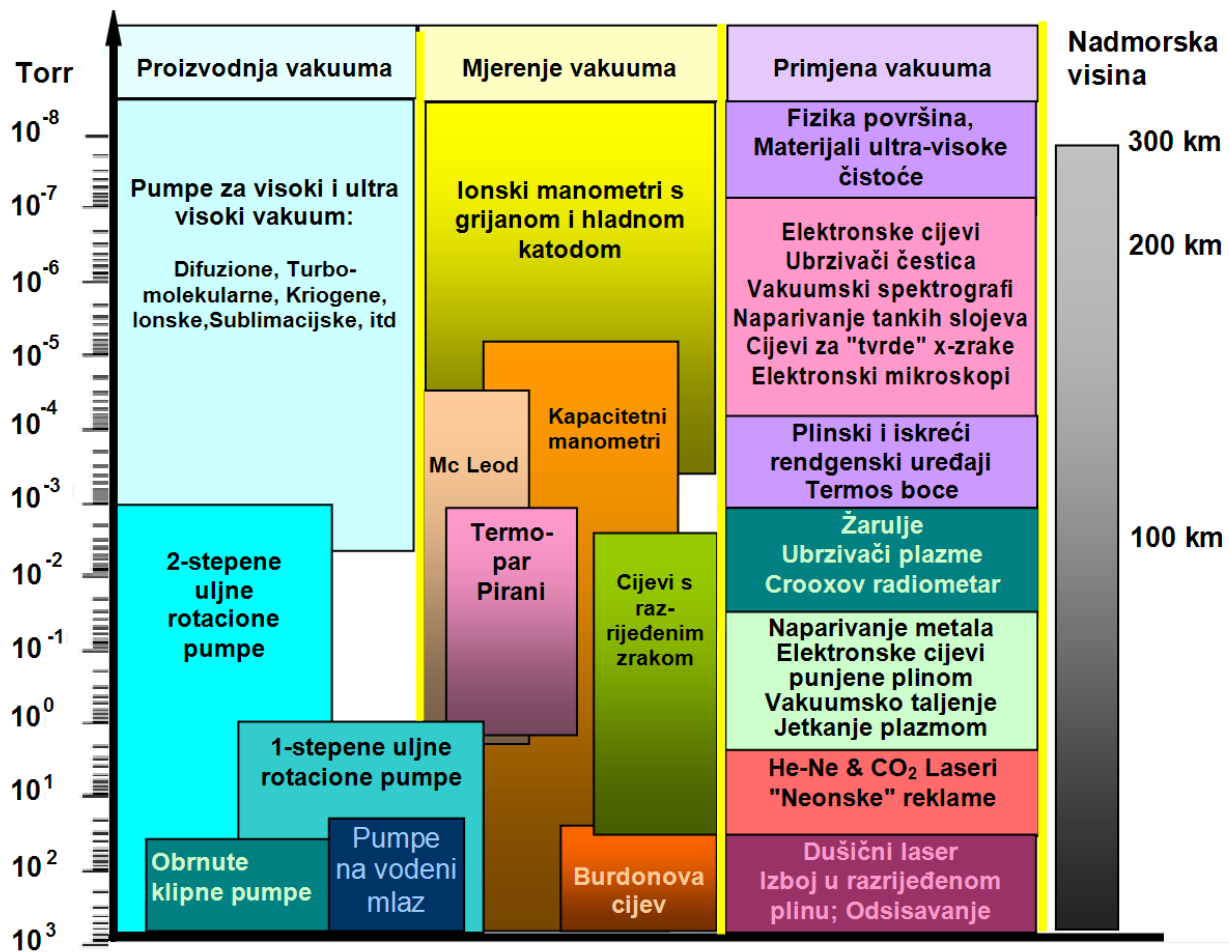 Torr
10-8
10-7
10-6
10-5
10-4
10-3
10-2
10-1
100
101
102
103
Proizvodnja vakuuma
Pumpe za visoki i ultra
visoki vakuum:
Difuzione, Turbo-
molekularne, Kriogene,
Ionske,Sublimacijske, itd
2-stepene
uljne
rotacione
pumpe
1-stepene uljne
rotacione pumpe
Obrnute
klipne pumpe
Pumpe
na vodeni
mlaz
Mjerenje vakuuma
Ionski manometri s
grijanom i hladnom
katodom
Kapacitetni
manometri
Mc Leod
Termo-
par
Pirani
Cijevi s
raz-
rijeđenim
zrakom
Burdonova
cijev
Primjena vakuuma
Fizika površina,
Materijali ultra-visoke
čistoće
Elektronske cijevi
Ubrzivači čestica
Vakuumski spektrografi
Naparivanje tankih slojeva
Cijevi za "tvrde" x-zrake
Elektronski mikroskopi
Plinski i iskreći
rendgenski uređaji
Termos boce
Žarulje
Ubrzivači plazme
Crooxov radiometar
Naparivanje metala
Elektronske cijevi
punjene plinom
Vakuumsko taljenje
Jetkanje plazmom
He-Ne & CO2 Laseri
"Neonske" reklame
Dušični laser
Izboj u razrijeđenom
plinu; Odsisavanje
Nadmorska
visina
300 km
200 km
100 km